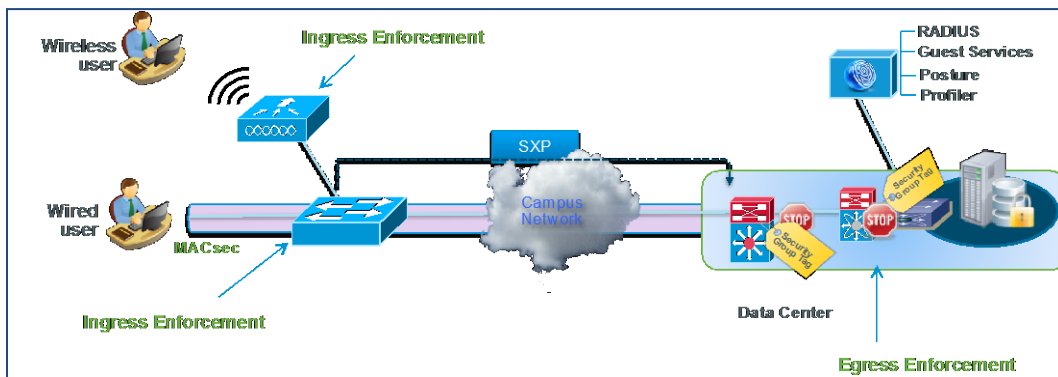 Wireless
user
Ingress Enforcement
RADIUS
Guest Services
Posture
Profiler
SXP
Campus
Network
Wired
user
MACsec
STOP
Security
Group Tag
STOP
Security
Group Tag
Ingress Enforcement
Data Center
Egress Enforcement